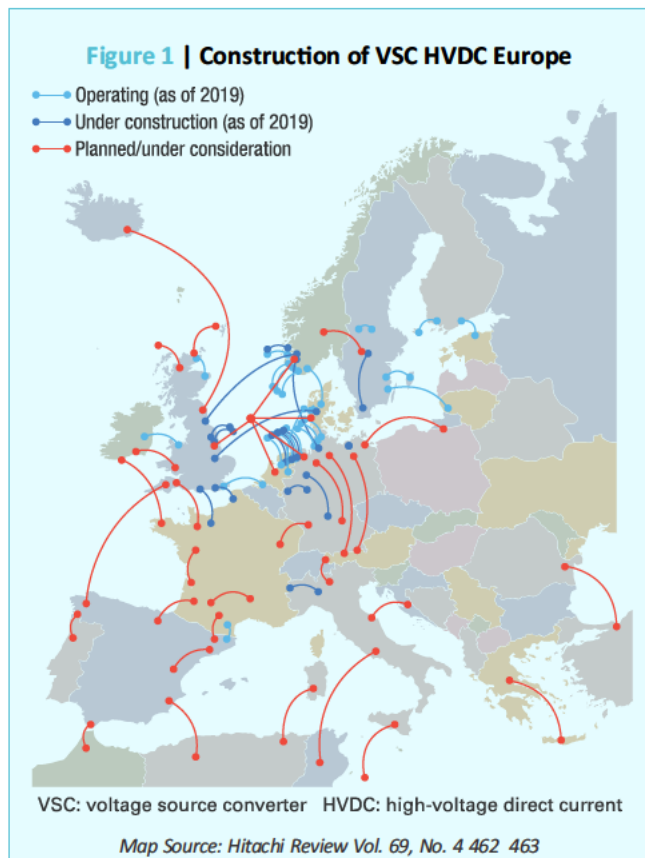 Figure 1 | Construction of VSC HVDC Europe
Operating (as of 2019)
Under construction (as of 2019)
Planned/under consideration
VSC: voltage source converter HVDC: high-voltage direct current
Map Source: Hitachi Review Vol. 69, No. 4 462 463